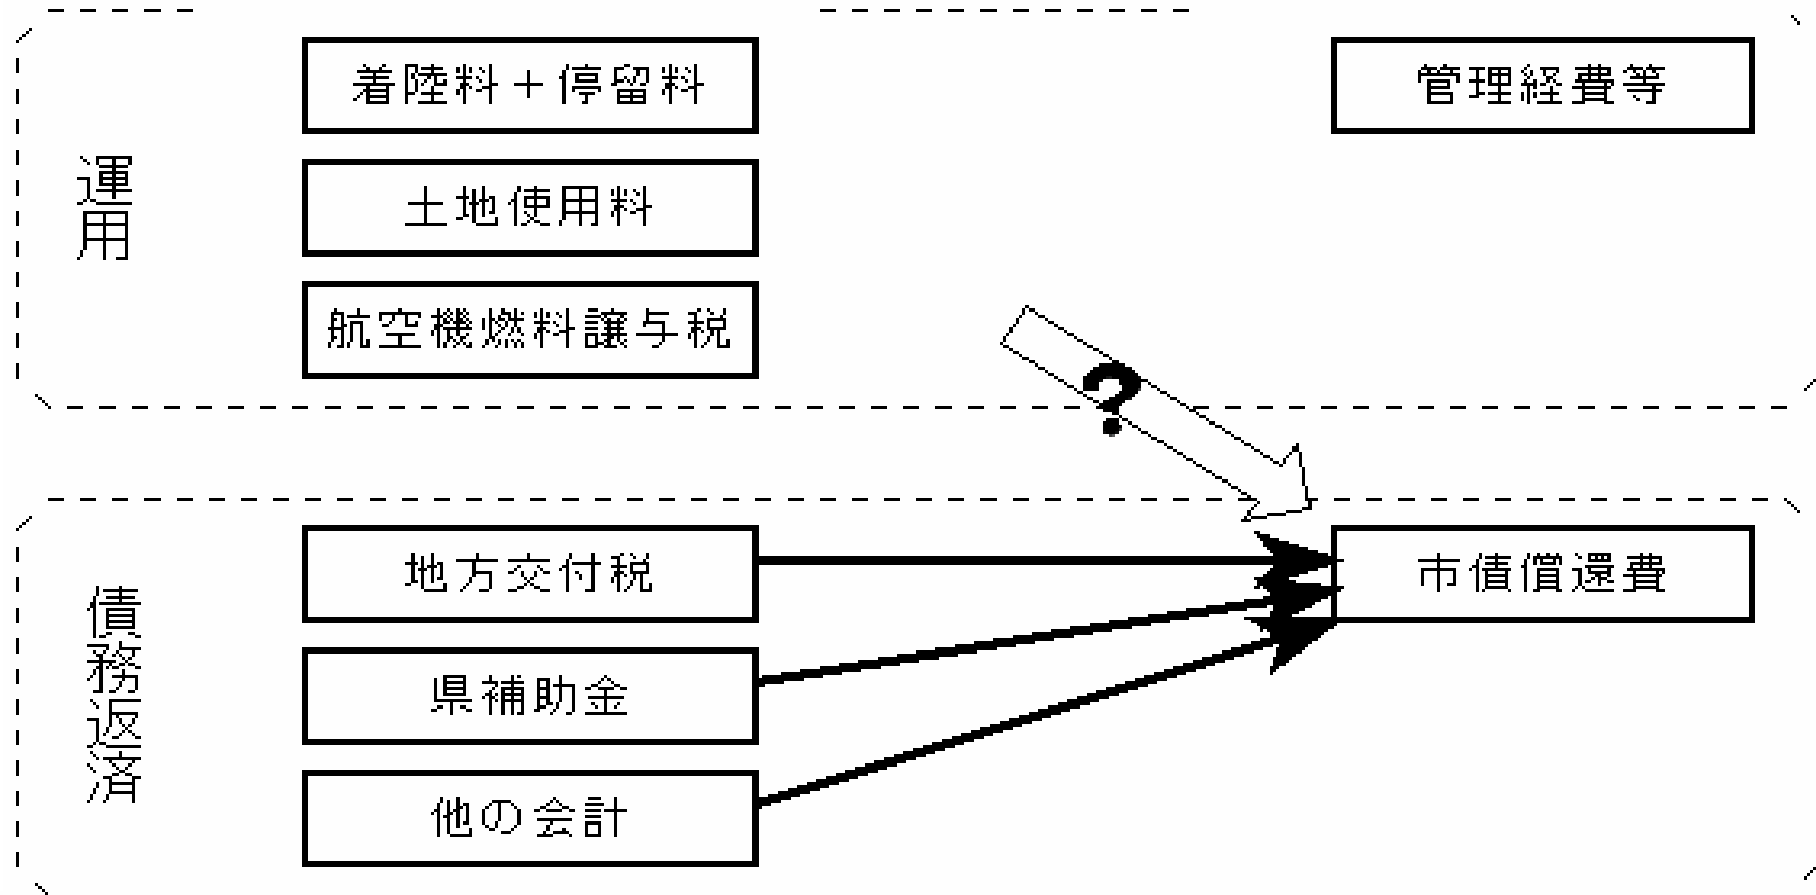 着陸料＋停留料
管理経費等
運用
土地使用料
航空機燃料譲与税
?
地方交付税
市債償還費
債務返済
県補助金
他の会計